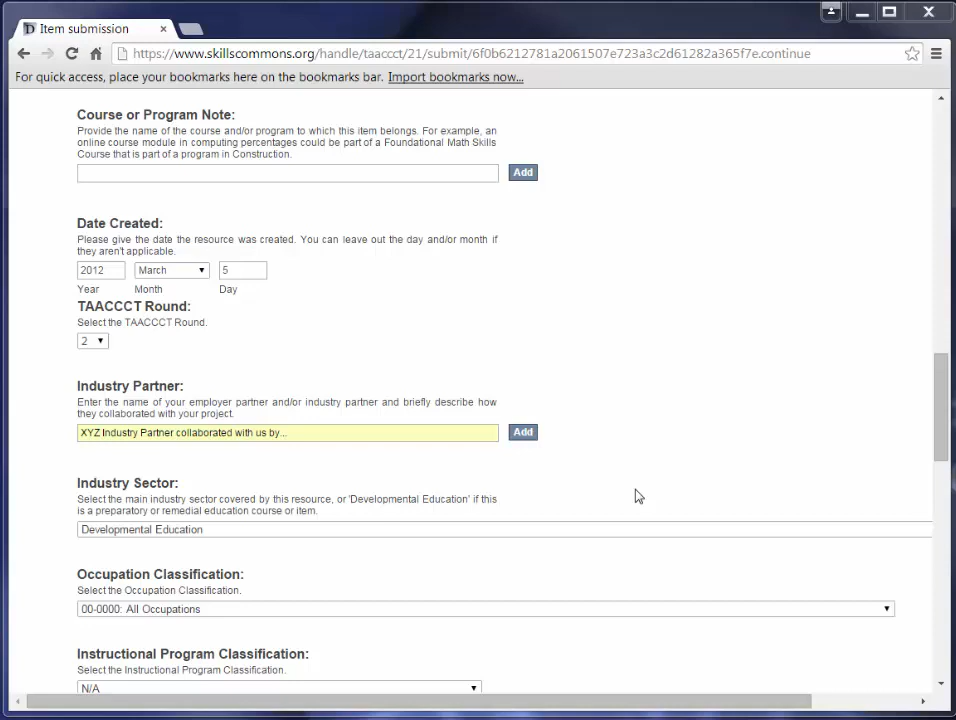 Item submission
https://www.skillscommons.org/handle/taaccct/21/submit/6f0b6212781a2061507e723a3c2d61282a365f7e.continue
For quick access, place your bookmarks here on the bookmarks bar. Import bookmarks now...
Course or Program Note:
Provide the name of the course and/or program to which this item belongs. For example, an
online course module in computing percentages could be part of a Foundational Math Skills
Course that is part of a program in Construction.
Add
Date Created:
Please give the date the resource was created. You can leave out the day and/or month if
they aren't applicable.
2012 March 5
Year Month Day
TAACCCT Round:
Select the TAACCCT Round.
2
Industry Partner:
Enter the name of your employer partner and/or industry partner and briefly describe how
they collaborated with your project.
XYZ Industry Partner collaborated with us by... Add
Industry Sector:
Select the main industry sector covered by this resource, or 'Developmental Education' if this
is a preparatory or remedial education course or item.
Developmental Education
Occupation Classification:
Select the Occupation Classification.
00-0000: All Occupations
Instructional Program Classification:
Select the Instructional Program Classification.
N/A